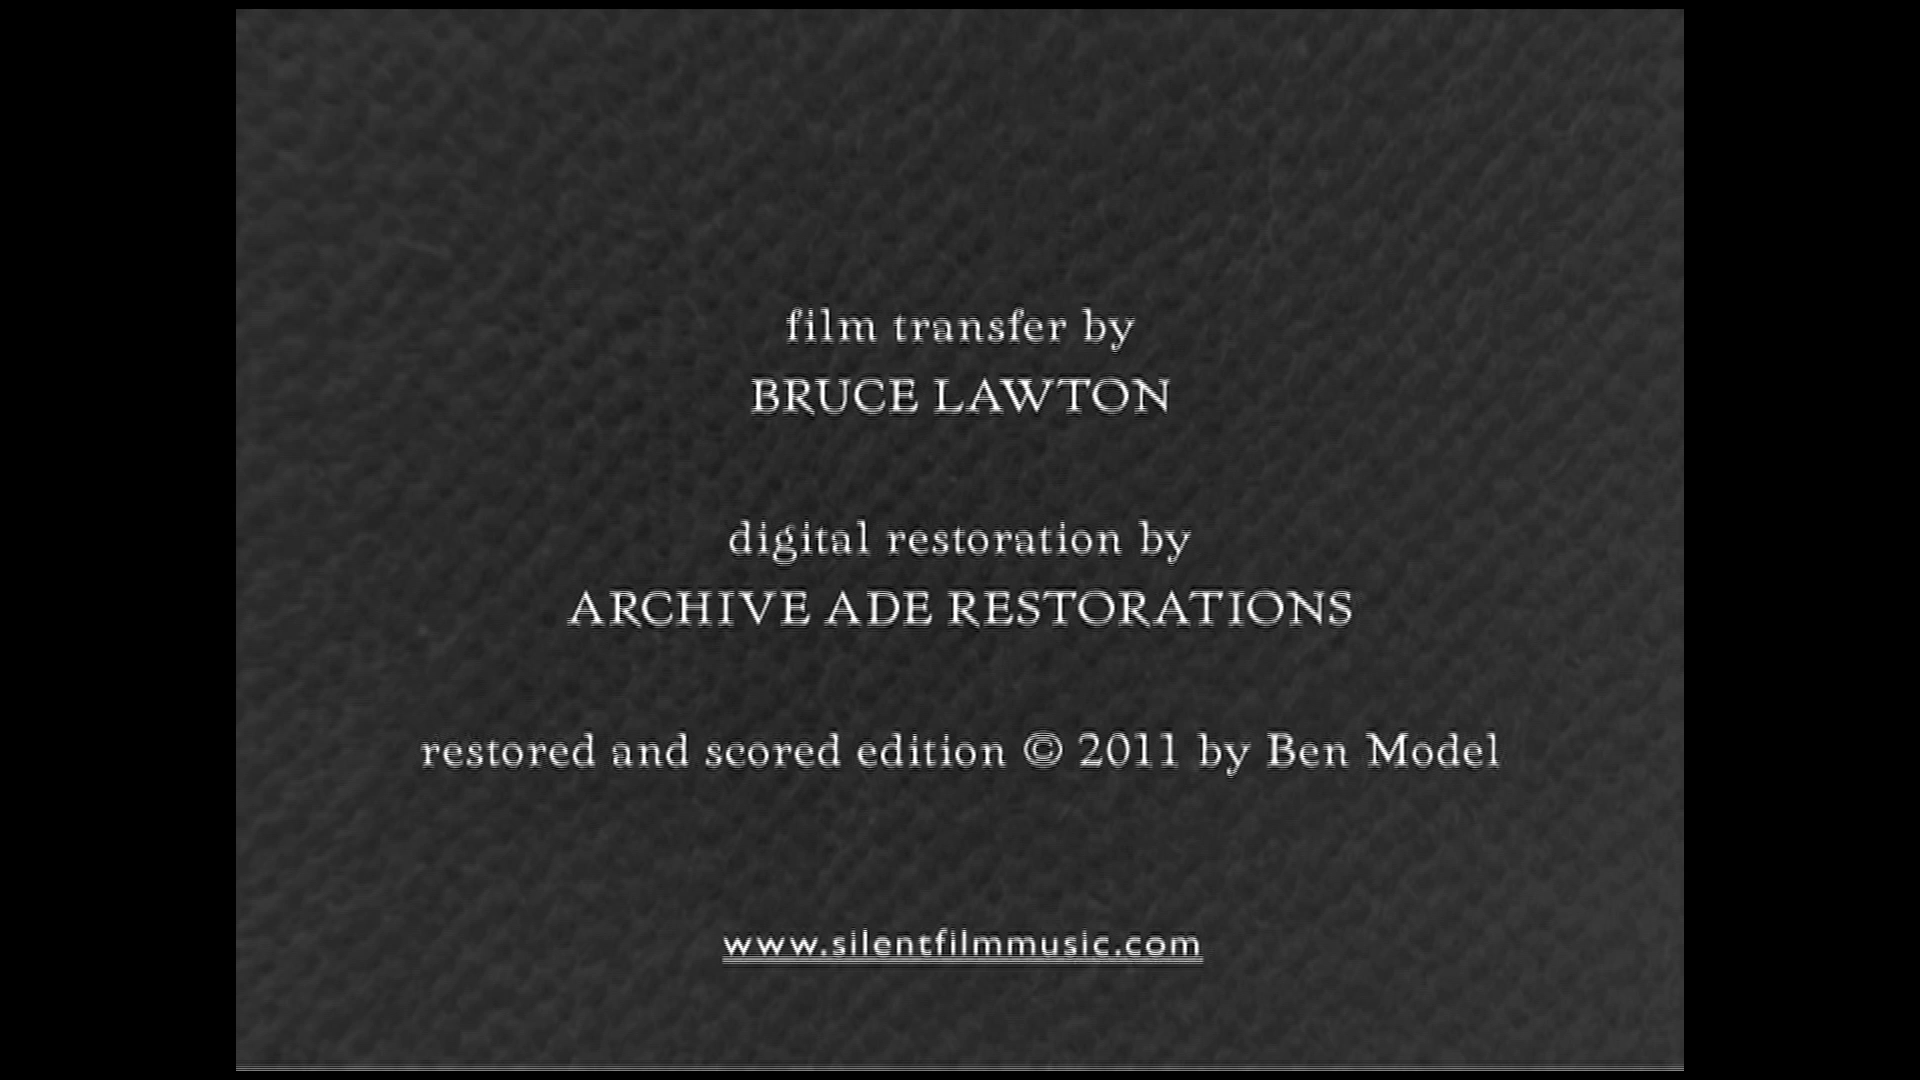 film transfer by
BRUCE LAWTON
digital restoration by
ARCHIVE ADE RESTORATIONS
restored and scored edition © 2011 by Ben Model
www.silentfilmmusic.com